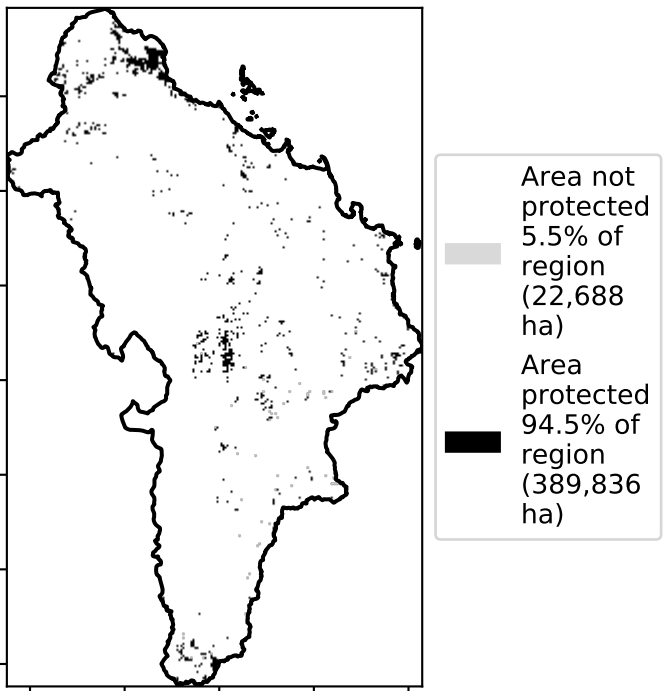 Area not
protected
5.5% of
region
(22,688
ha)
Area
protected
94.5% of
region
(389,836
ha)